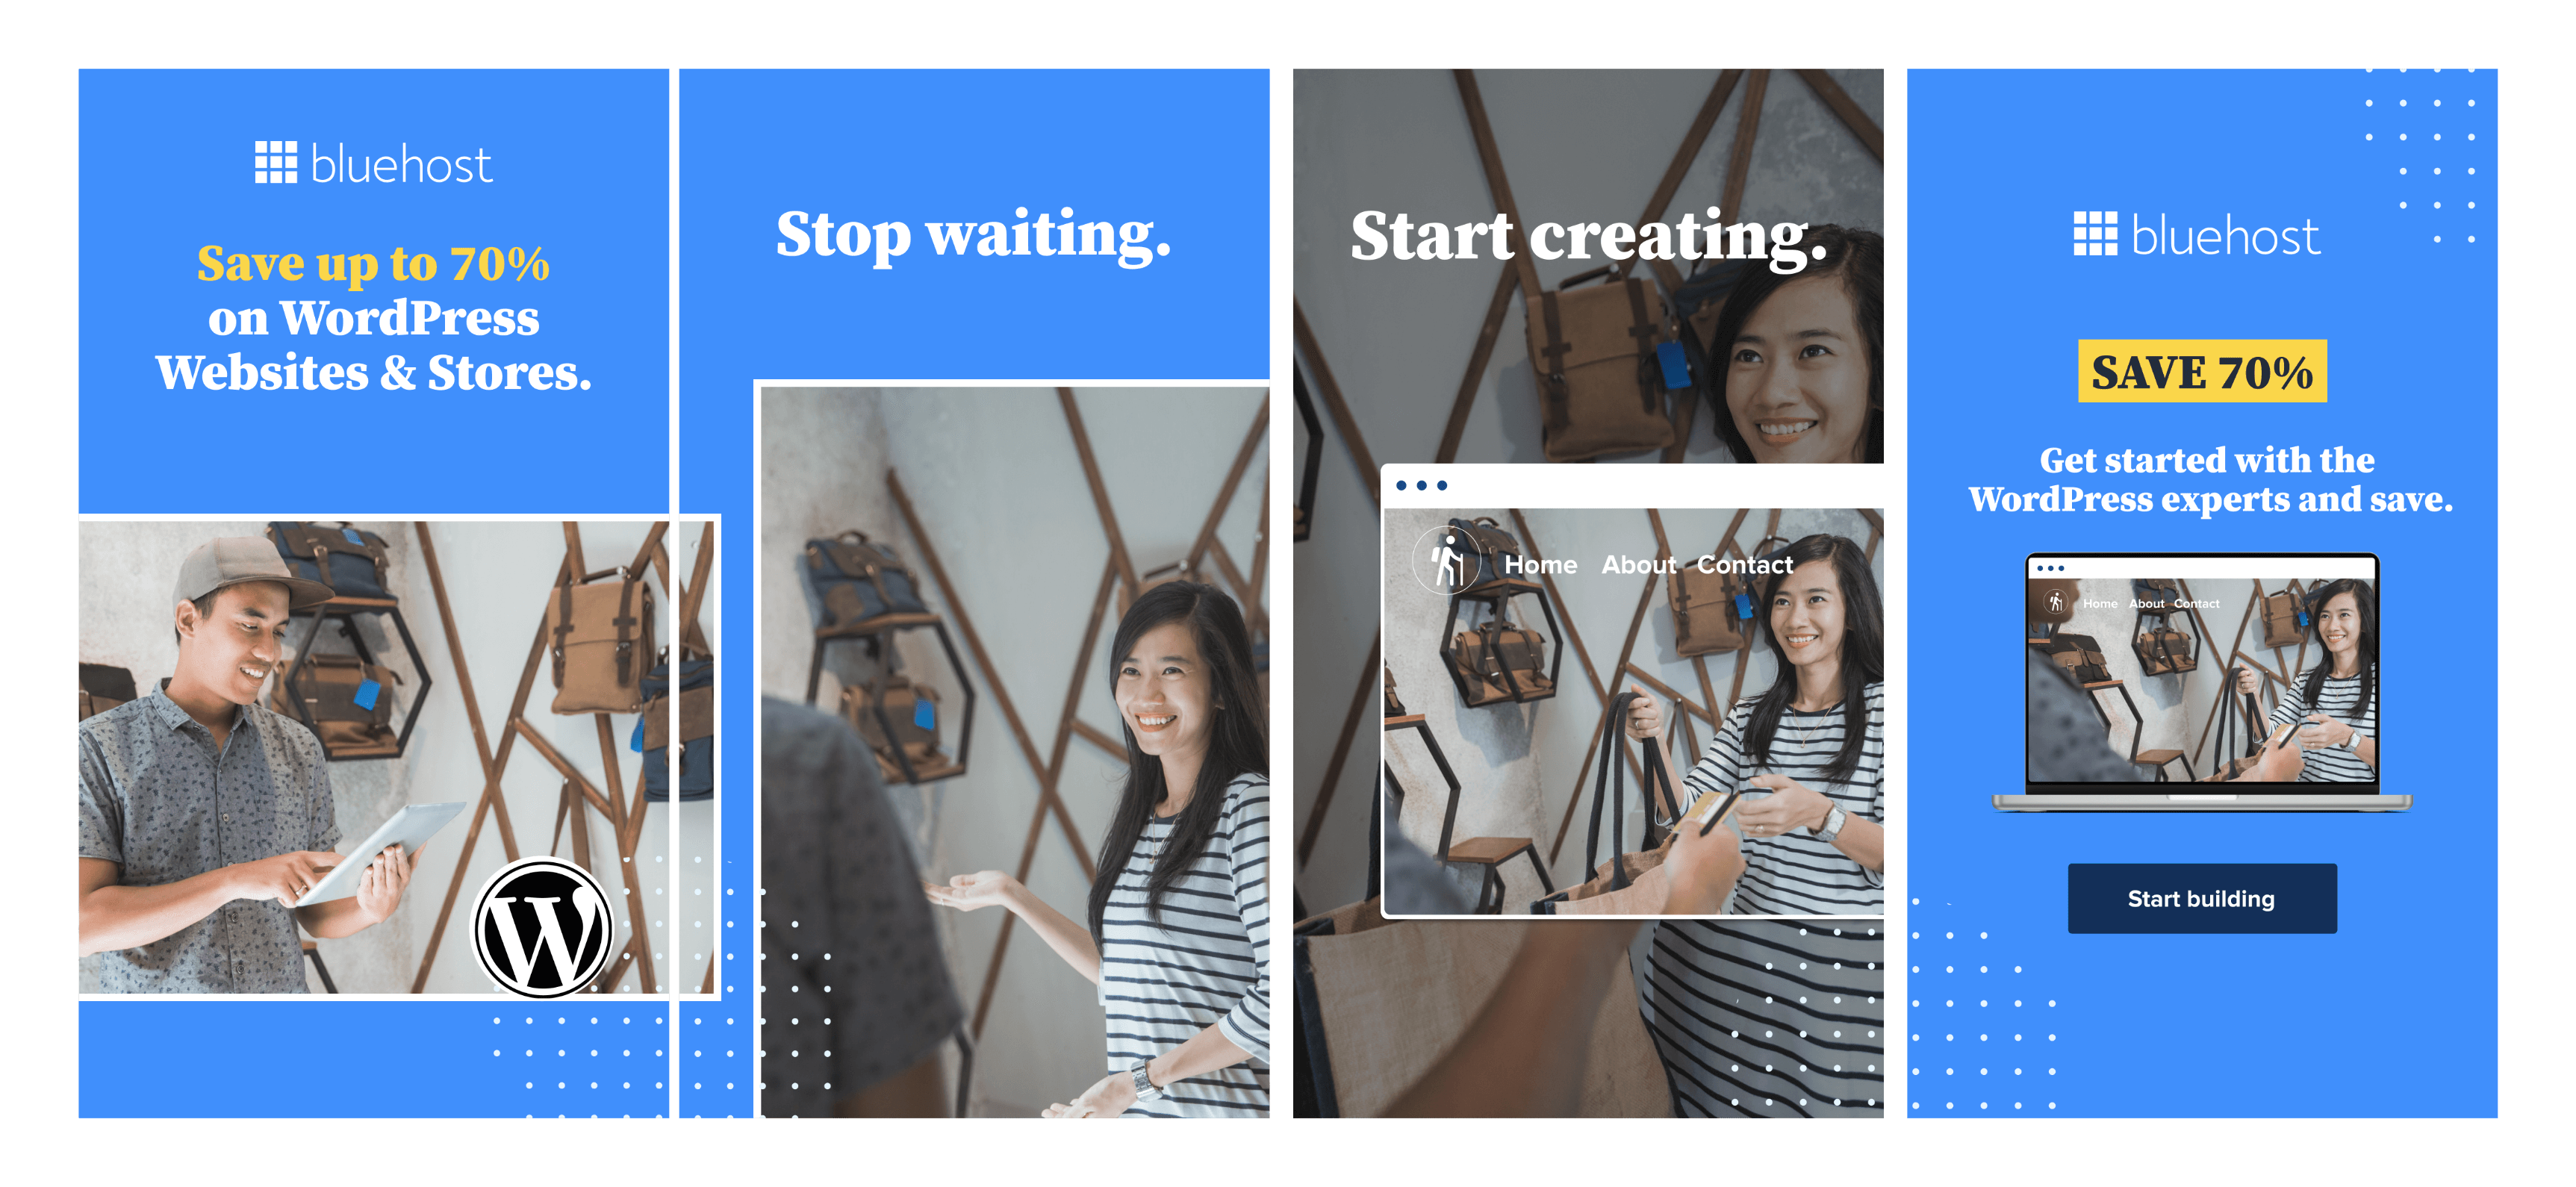 bluehost
Save up to 70%
on WordPress
Websites & Stores.
W
Stop waiting.
Start creating.
Home About Contact
bluehost
SAVE 70%
Get started with the
WordPress experts and save.
Home About Contact
Start building